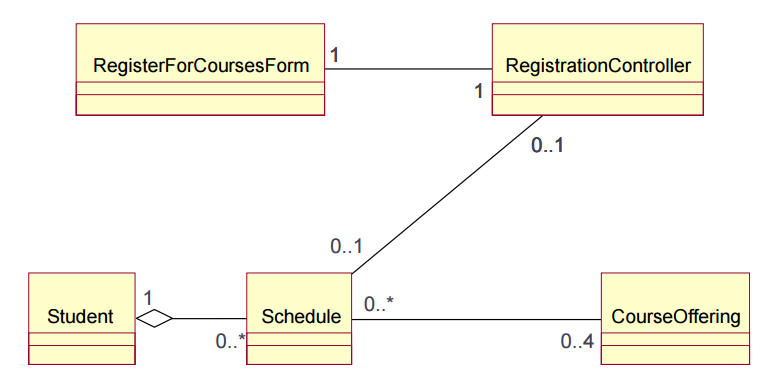 RegisterForCoursesForm
1
RegistrationController
1
0..1
0..1
Student
1
0..*
Schedule
0..*
0..4
CourseOffering